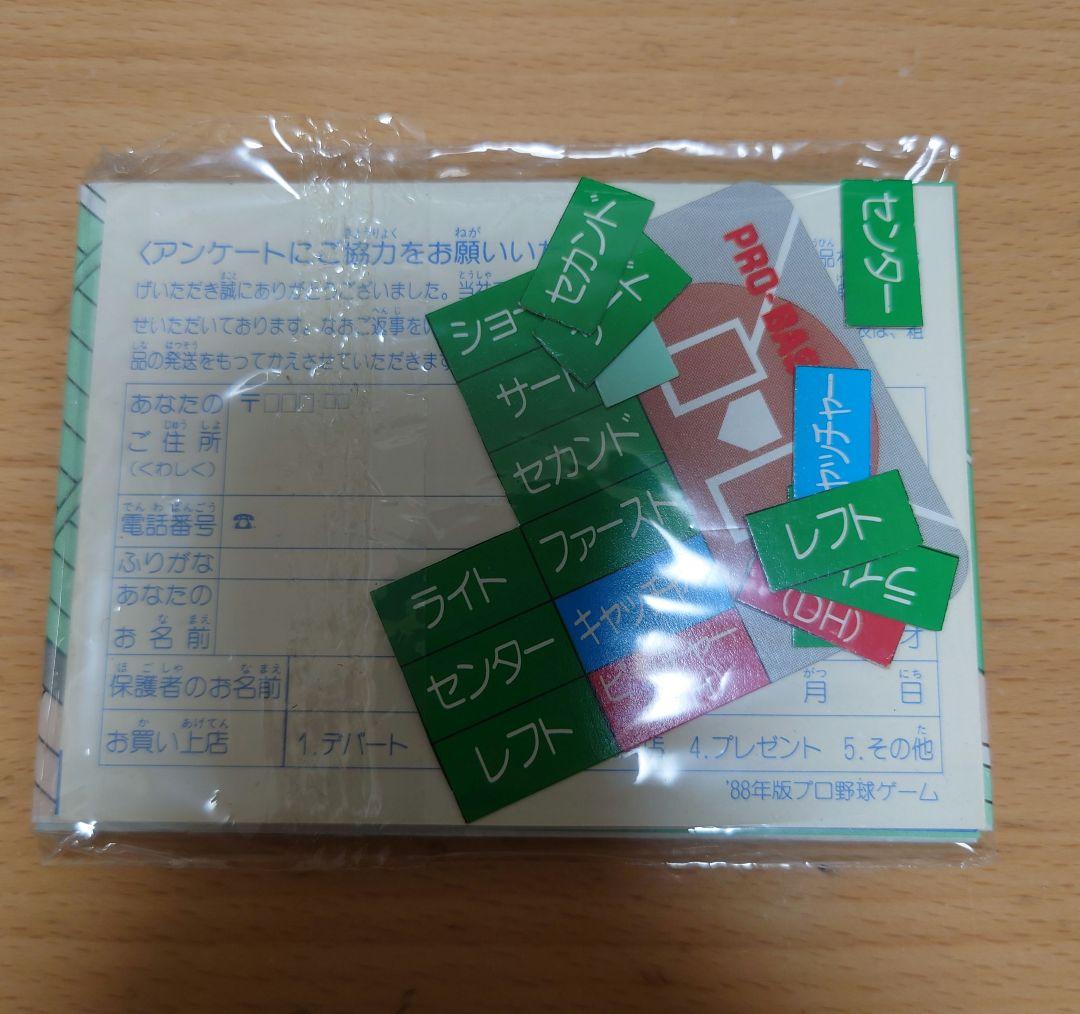 〈アンケートにご協力をお願いいた
げいただき誠にありがとうございました。当社
せいただいております。なおご返事を
品の発送をもってかえさせていただきます
あなたの
〒□□□-□□
ご住所
(くわしく)
電話番号 ☎
ふりがな
あなたの
お名前
保護者のお名前
月 日
お買い上店
1.デパート
店 4.プレゼント 5.その他
'88年版プロ野球ゲーム
センター
セカンド
ド
PRO-BAS
ショー
サード
セカンド
ファースト
キャッチャー
ライト
センター
レフト
キャッチャー
レフト
ライト
(HP)
才